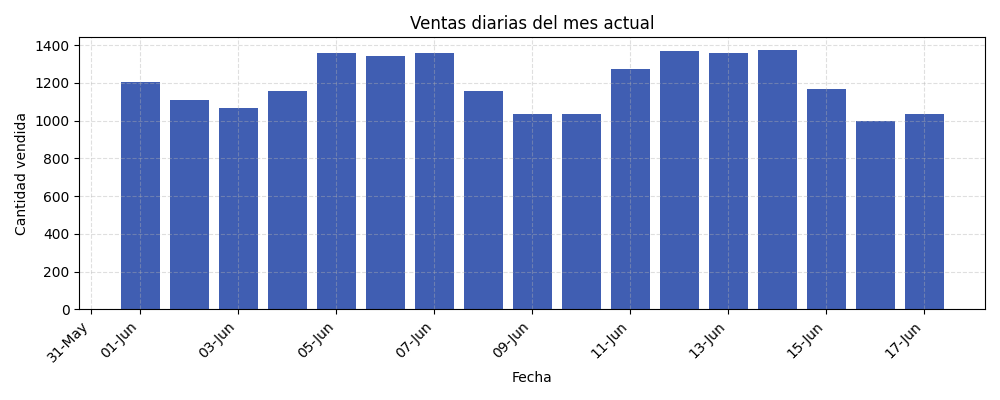 Ventas diarias del mes actual
Cantidad vendida
1400
1200
1000
800
600
400
200
0
31-May
01-Jun
03-Jun
05-Jun
07-Jun
09-Jun
11-Jun
13-Jun
15-Jun
17-Jun
Fecha